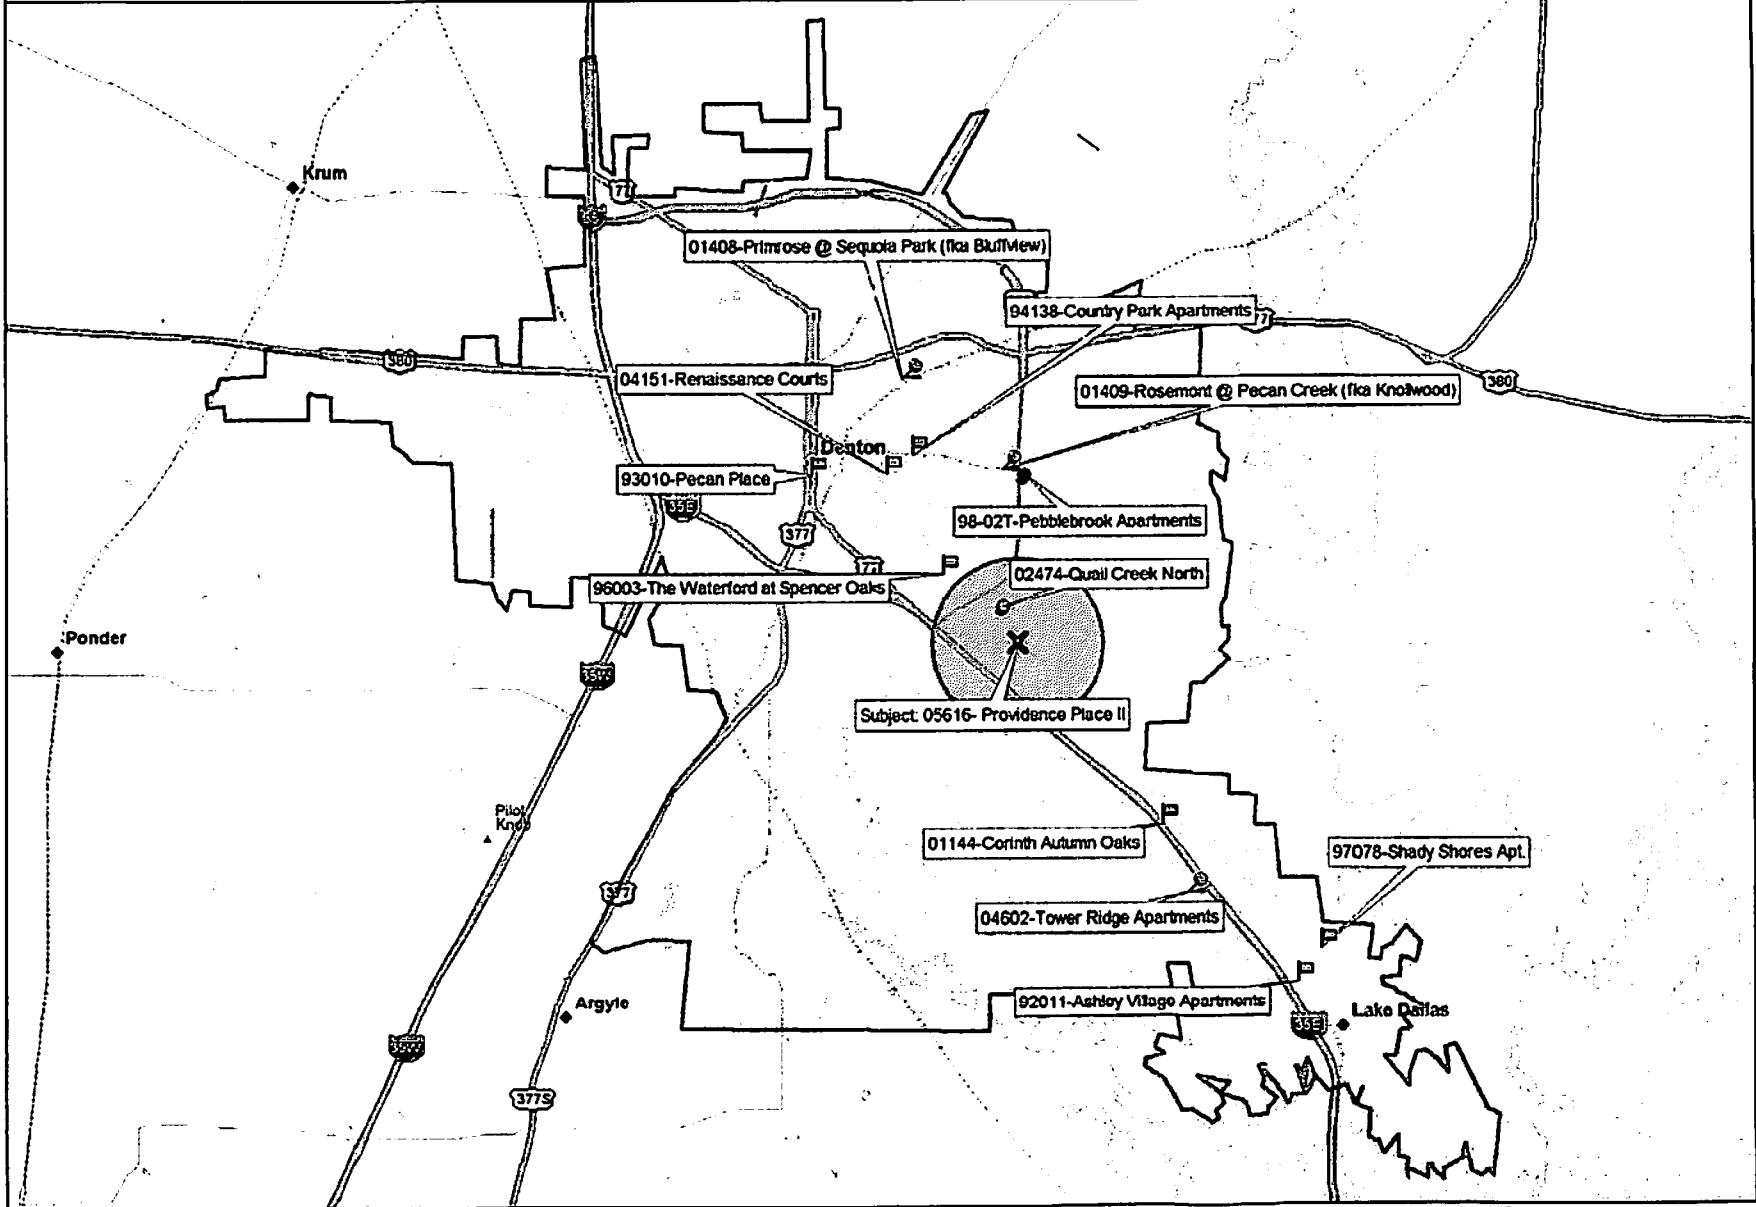 Krum
77
01408-Primrose @ Sequoia Park (fka Bluffview)
94138-Country Park Apartments
77
380
04151-Renaissance Courts
380
01409-Rosemont @ Pecan Creek (fka Knollwood)
Denton
93010-Pecan Place
35E
98-02T-Pebblebrook Apartments
377
77
02474-Quail Creek North
96003-The Waterford at Spencer Oaks
Ponder
35W
Subject: 05616- Providence Place II
Pilot
Knob
01144-Corinth Autumn Oaks
97078-Shady Shores Apt.
377
04602-Tower Ridge Apartments
92011-Ashley Village Apartments
Argyle
Lake Dallas
35E
35W
377S